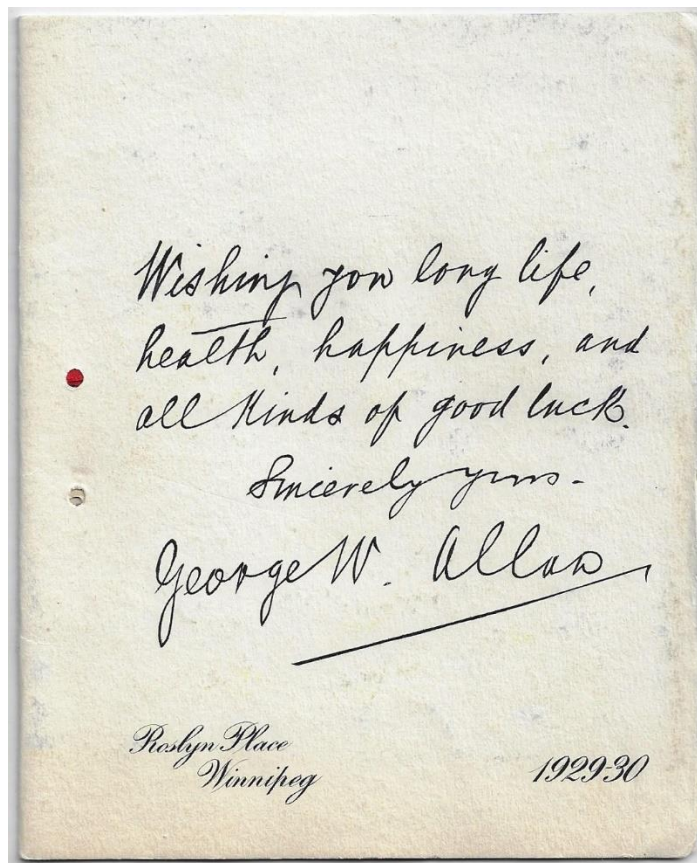 Wishing you long life,
health, happiness, and
all kinds of good luck.
Sincerely yours.
George W. Allan
Roslyn Place
Winnipeg
1929-30